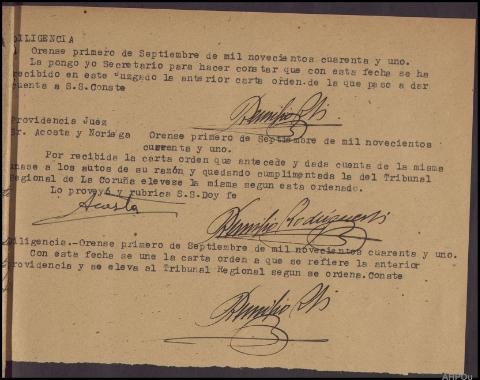 DILIGENCIA
Orense primero de Septiembre de mil novecientos cuarenta y uno.
La pongo yo Secretario para hacer constar que con esta fecha se ha
recibido en este Juzgado la anterior carta orden.de la que paso a dar
cuenta a S.S.Conste
Providencia Juez
Sr. Acosta y Noriega Orense primero de Septiembre de mil novecientos
cuarenta y uno.
Por recibida la carta orden que antecede y dada cuenta de la misma
unase a los autos de su razón y quedando cumplimentada la del Tribunal
Regional de La Coruña elevese la misma segun esta ordenado.
Lo proveyó y rubrica S.S.Doy fe
Acosta
Diligencia.-Orense primero de Septiembre de mil novecientos cuarenta y uno.
Con esta fecha se une la carta orden a que se refiere la anterior
providencia y se eleva al Tribunal Regional segun se ordena.Conste
AHPOu